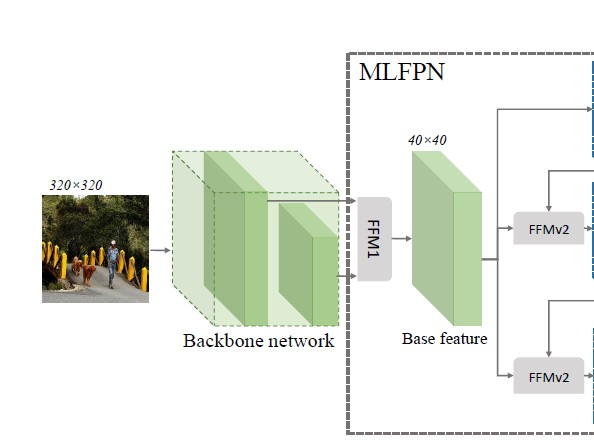 MLFPN
40×40
320×320
FFM1
FFMv2
Backbone network
Base feature
FFMv2